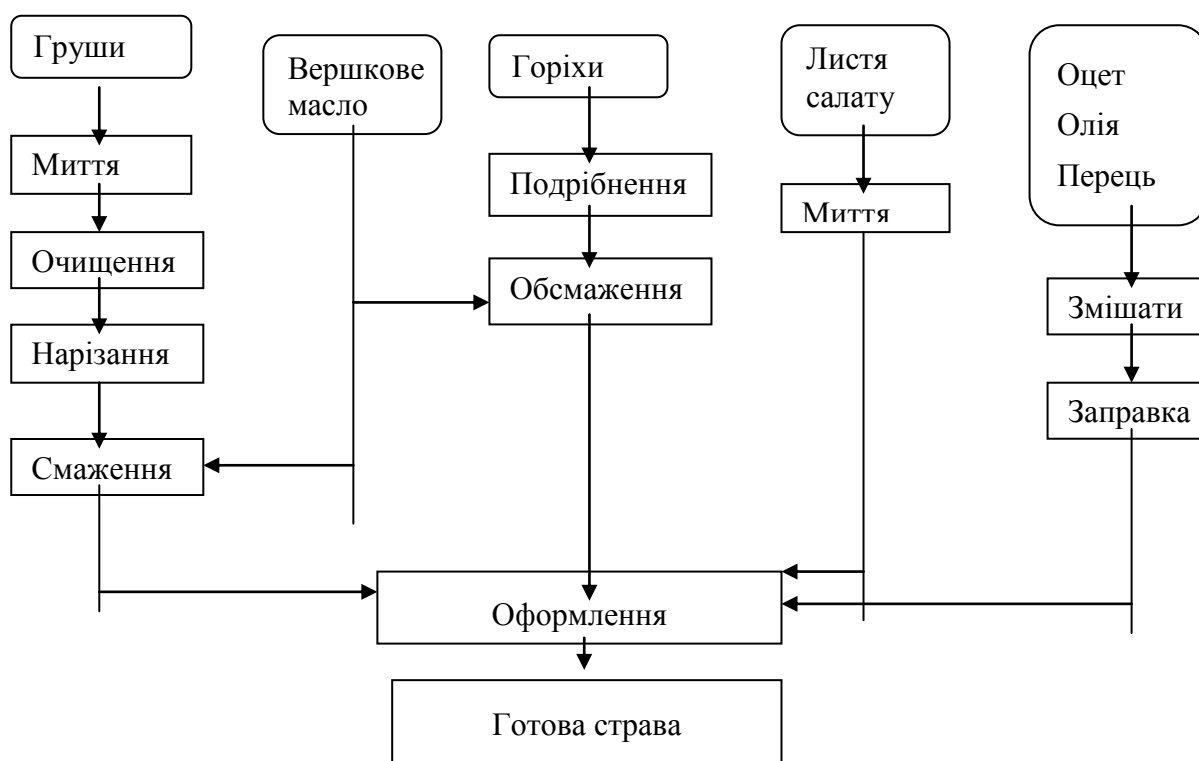 Груши
Вершкове
масло
Горіхи
Листя
салату
Оцет
Олія
Перець
Миття
Подрібнення
Миття
Очищення
Обсмаження
Змішати
Нарізання
Заправка
Смаження
Оформлення
Готова страва